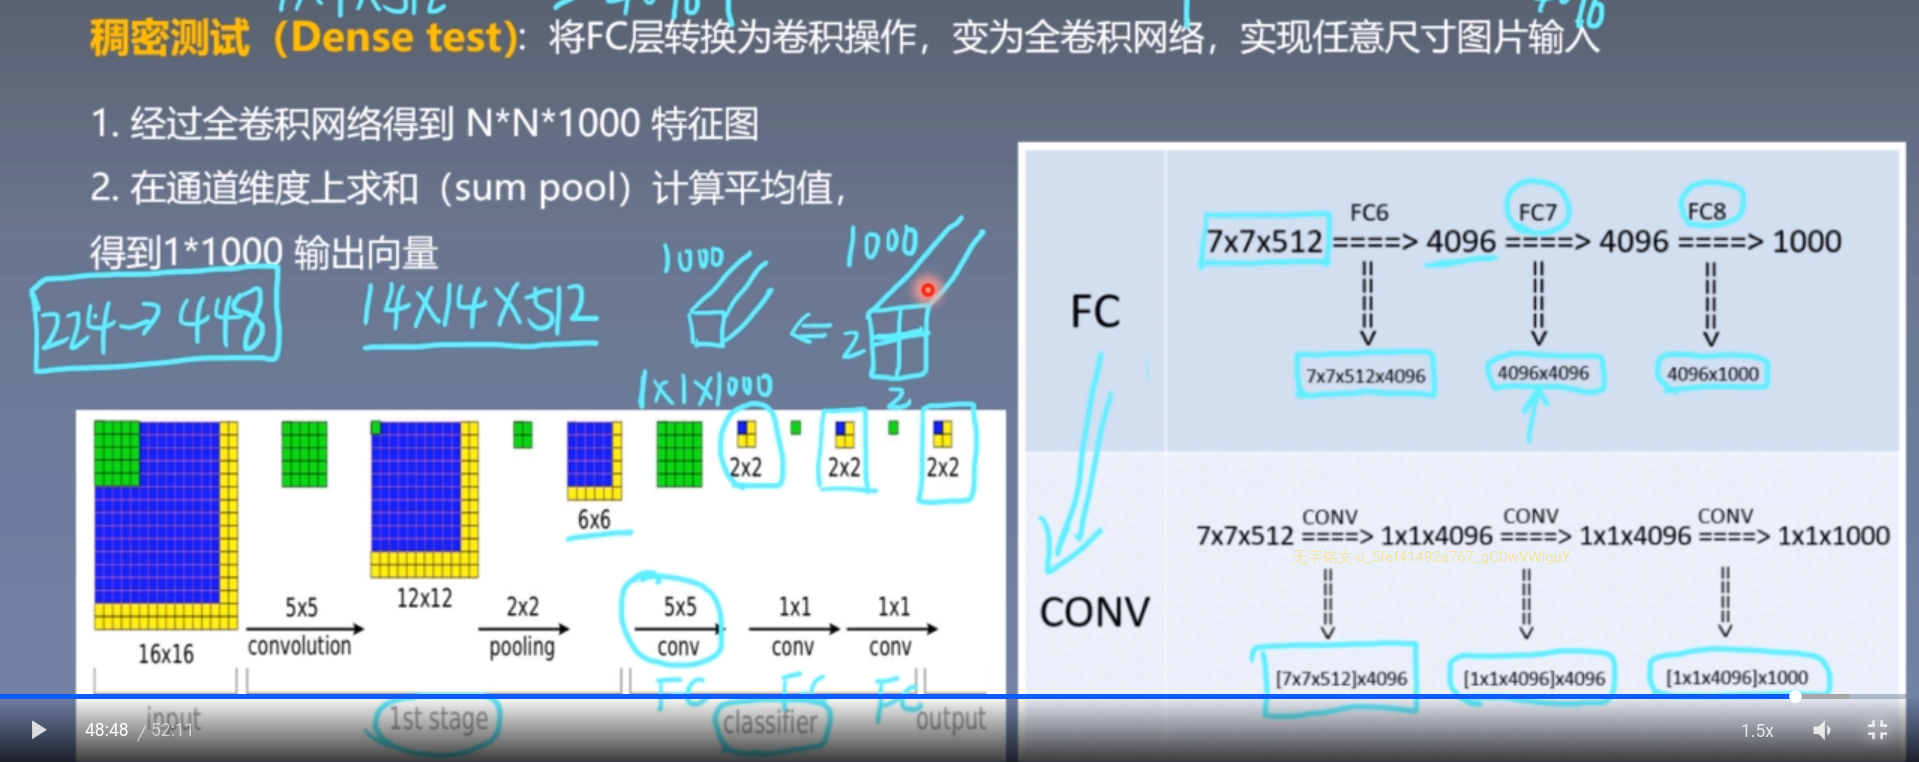 1x1x512
稠密测试（Dense test): 将FC层转换为卷积操作，变为全卷积网络，实现任意尺寸图片输入
1. 经过全卷积网络得到 N*N*1000 特征图
2. 在通道维度上求和（sum pool）计算平均值，
得到1*1000 输出向量
224→448
14X14X512
1000
⇐
1000
2
2
1X1X1000
16x16
5x5
convolution
12x12
2x2
pooling
6x6
5x5
conv
2x2
1x1
conv
2x2
1x1
conv
2x2
FC
FC
FC
input
1st stage
classifier
output
FC
FC6 FC7 FC8
7x7x512 ====> 4096 ====> 4096 ====> 1000
7x7x512x4096 4096x4096 4096x1000
CONV
CONV CONV CONV
7x7x512 ====> 1x1x4096 ====> 1x1x4096 ====> 1x1x1000
无字铭文-u_5fef41492a767_gC0wVWlguY
[7x7x512]x4096 [1x1x4096]x4096 [1x1x4096]x1000
48:48 / 52:11
1.5x